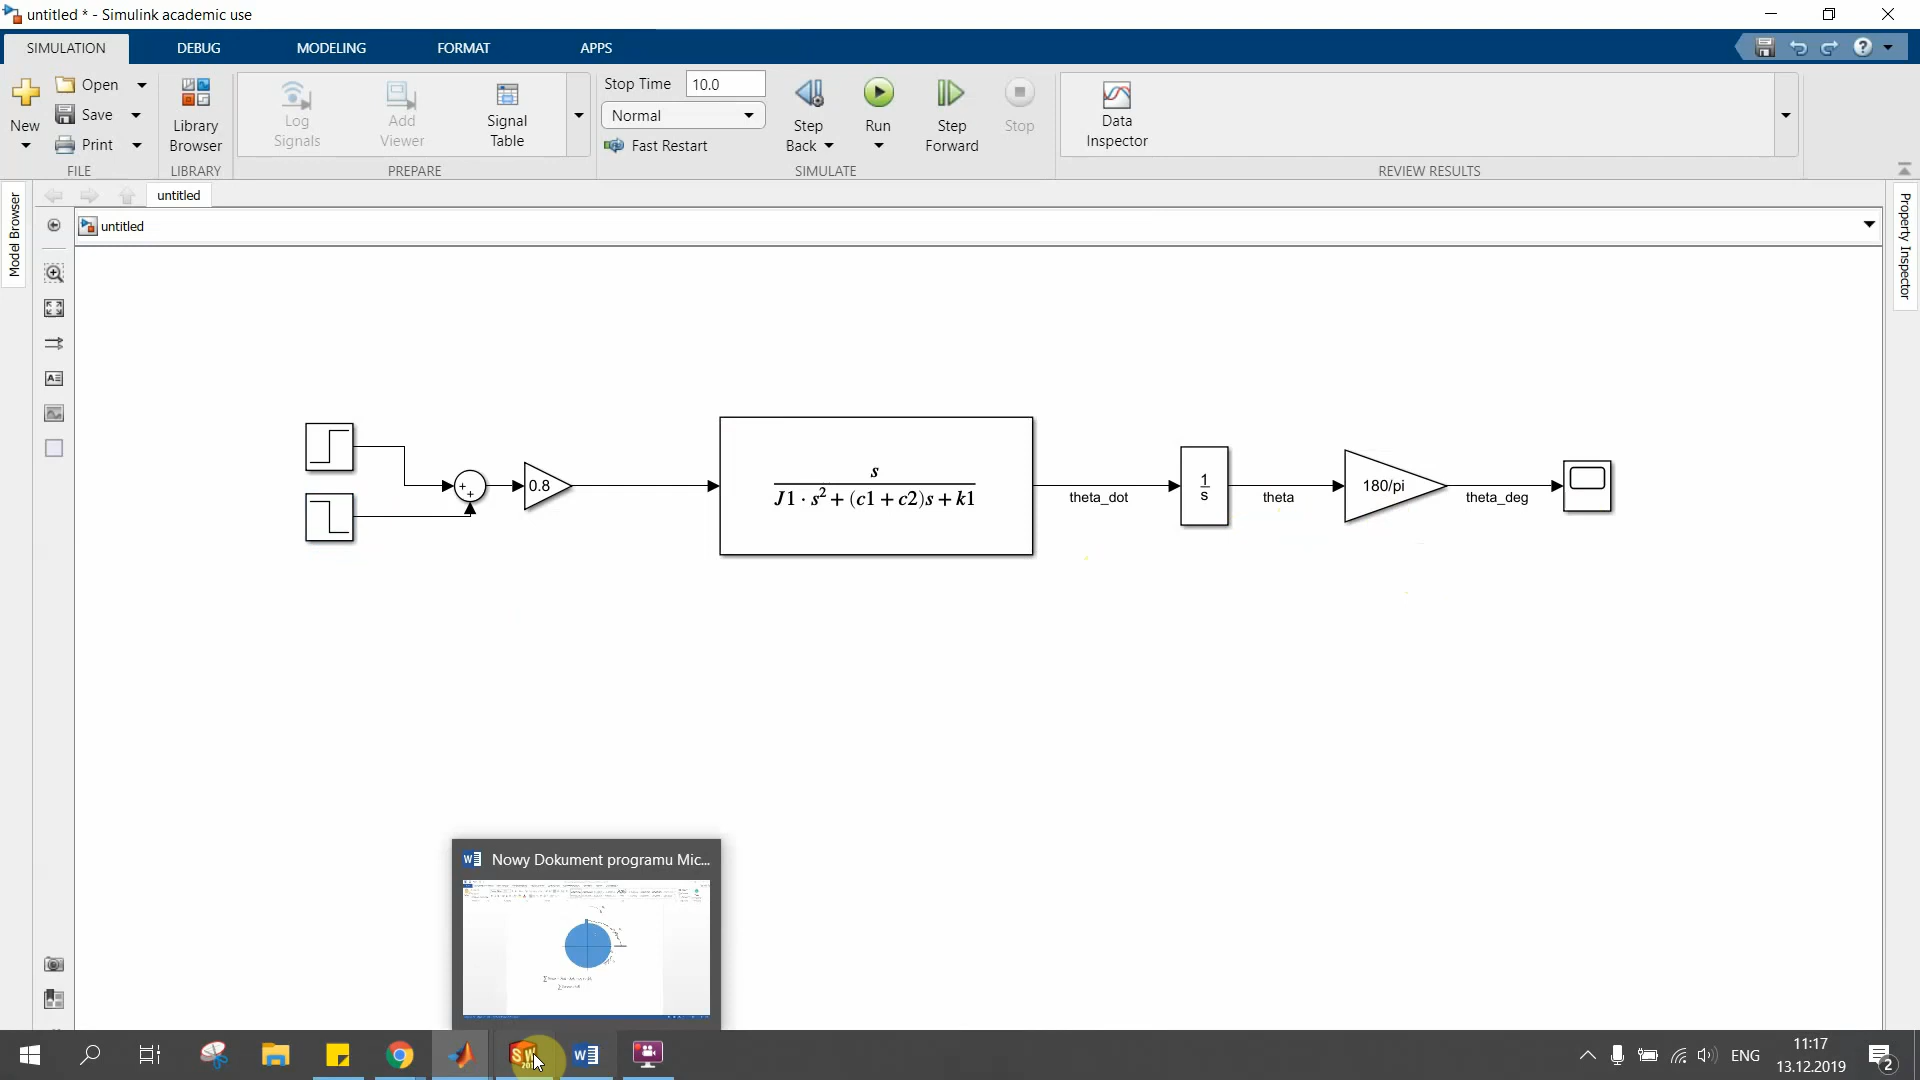 untitled * - Simulink academic use
SIMULATION
DEBUG
MODELING
FORMAT
APPS
New
Open
Save
Print
FILE
Library
Browser
LIBRARY
Log
Signals
Add
Viewer
Signal
Table
PREPARE
Stop Time 10.0
Normal
Fast Restart
Step
Back
Run
Step
Forward
Stop
SIMULATE
Data
Inspector
REVIEW RESULTS
Model Browser
untitled
untitled
Property Inspector
0.8
s
J1 · s² + (c1 + c2)s + k1
theta_dot
1
s
theta
180/pi
theta_deg
Nowy Dokument programu Mic...
ENG
11:17
13.12.2019
2